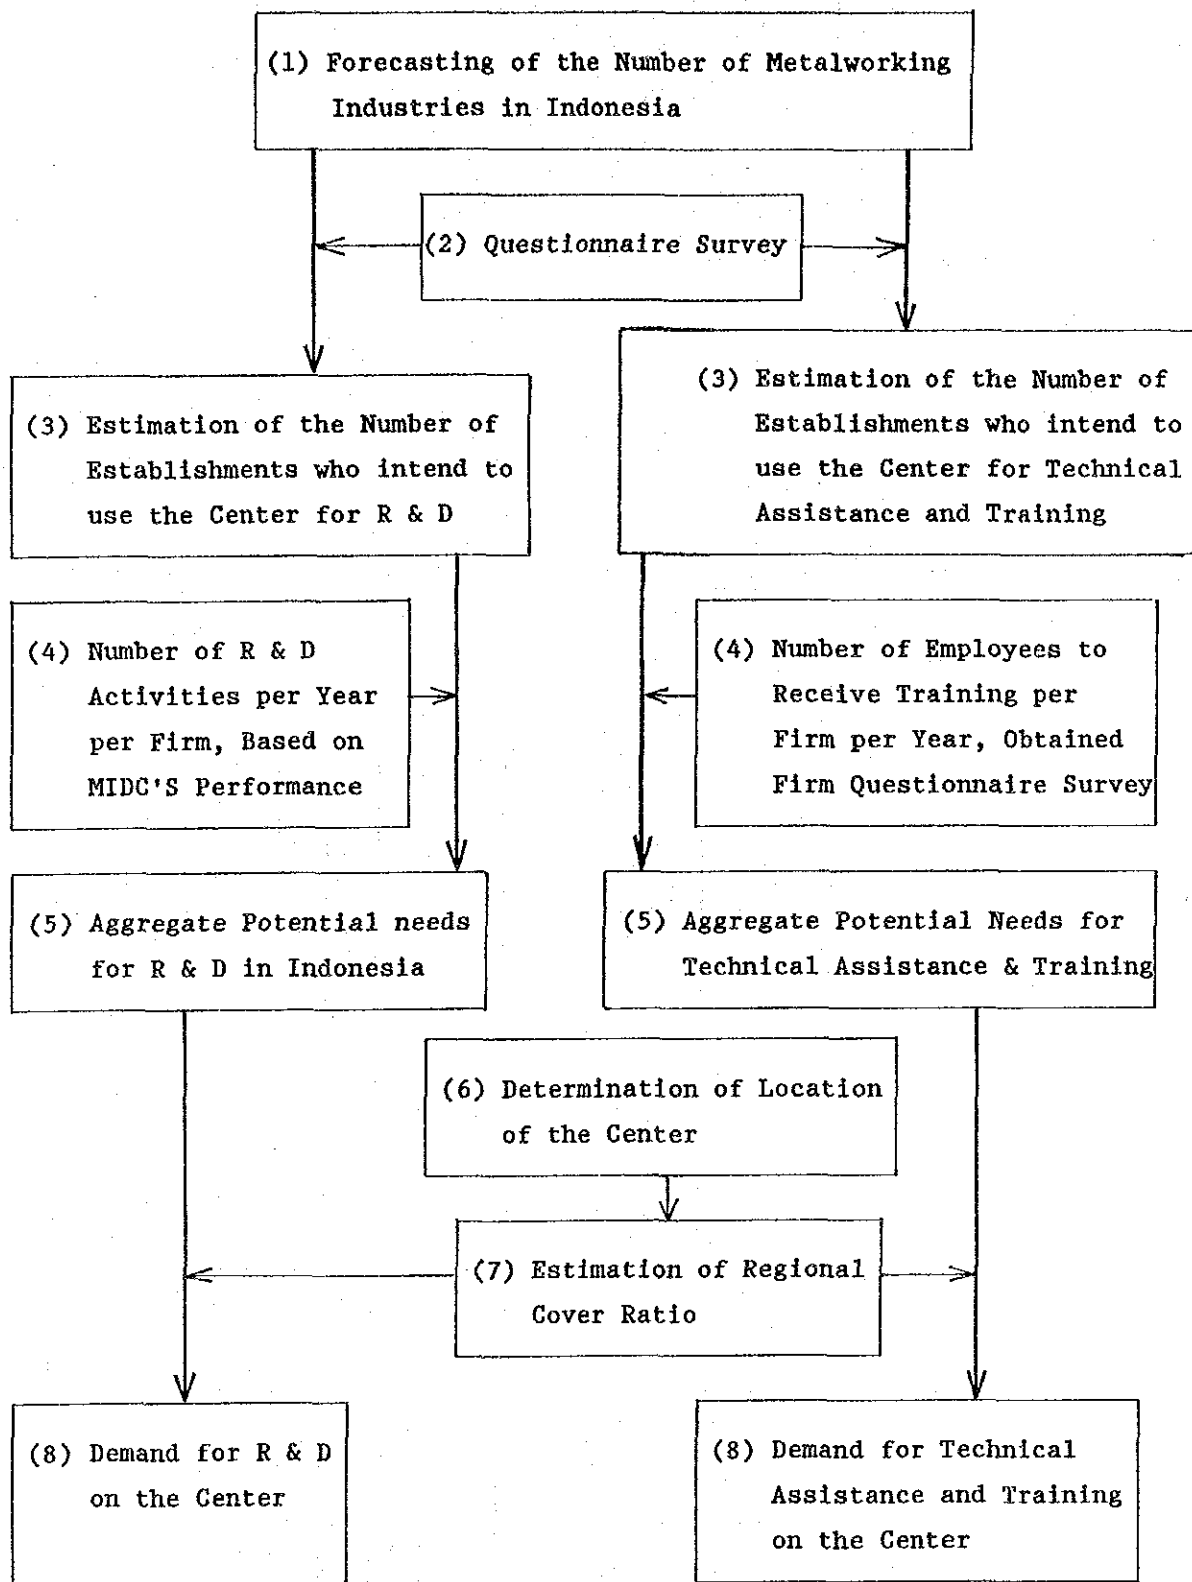 (1) Forecasting of the Number of Metalworking
Industries in Indonesia
(2) Questionnaire Survey
(3) Estimation of the Number of
Establishments who intend to
use the Center for R & D
(3) Estimation of the Number of
Establishments who intend to
use the Center for Technical
Assistance and Training
(4) Number of R & D
Activities per Year
per Firm, Based on
MIDC'S Performance
(4) Number of Employees to
Receive Training per
Firm per Year, Obtained
Firm Questionnaire Survey
(5) Aggregate Potential needs
for R & D in Indonesia
(5) Aggregate Potential Needs for
Technical Assistance & Training
(6) Determination of Location
of the Center
(7) Estimation of Regional
Cover Ratio
(8) Demand for R & D
on the Center
(8) Demand for Technical
Assistance and Training
on the Center